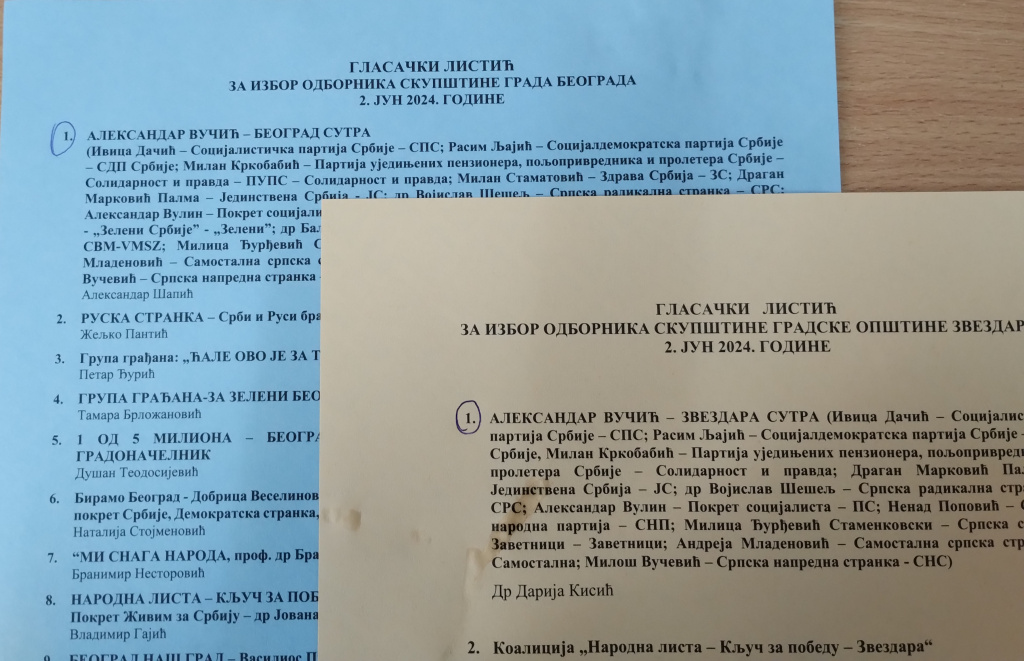 ГЛАСАЧКИ ЛИСТИЋ
ЗА ИЗБОР ОДБОРНИКА СКУПШТИНЕ ГРАДА БЕОГРАДА
2. ЈУН 2024. ГОДИНЕ
1. АЛЕКСАНДАР ВУЧИЋ – БЕОГРАД СУТРА
(Ивица Дачић – Социјалистичка партија Србије – СПС; Расим Љајић – Социјалдемократска партија Србије
– СДП Србије; Милан Кркобабић – Партија уједињених пензионера, пољопривредника и пролетера Србије –
Солидарност и правда – ПУПС – Солидарност и правда; Милан Стаматовић – Здрава Србија – ЗС; Драган
Марковић Палма – Јединствена Србија - ЈС; др Војислав Шешељ – Српска радикална странка – СРС;
Александар Вулин – Покрет социјали
- „Зелени Србије” - „Зелени”; др Бал
СВМ-VMSZ; Милица Ђурђевић С
Младеновић – Самостална српска с
Вучевић – Српска напредна странка -
Александар Шапић
2. РУСКА СТРАНКА – Срби и Руси бра
Жељко Пантић
3. Група грађана: „ЋАЛЕ ОВО ЈЕ ЗА Т
Петар Ђурић
4. ГРУПА ГРАЂАНА-ЗА ЗЕЛЕНИ БЕО
Тамара Брложановић
5. 1 ОД 5 МИЛИОНА – БЕОГРА
ГРАДОНАЧЕЛНИК
Душан Теодосијевић
6. Бирамо Београд - Добрица Веселинов
покрет Србије, Демократска странка,
Наталија Стојменовић
7. “МИ СНАГА НАРОДА, проф. др Бра
Бранимир Несторовић
8. НАРОДНА ЛИСТА – КЉУЧ ЗА ПОБ
Покрет Живим за Србију – др Јована
Владимир Гајић
9. БЕОГРАД НАШ ГРАД – Василиос П
ГЛАСАЧКИ ЛИСТИЋ
ЗА ИЗБОР ОДБОРНИКА СКУПШТИНЕ ГРАДСКЕ ОПШТИНЕ ЗВЕЗДАР
2. ЈУН 2024. ГОДИНЕ
1. АЛЕКСАНДАР ВУЧИЋ – ЗВЕЗДАРА СУТРА (Ивица Дачић – Социјалис
партија Србије – СПС; Расим Љајић – Социјалдемократска партија Србије –
Србије, Милан Кркобабић – Партија уједињених пензионера, пољопривредн
пролетера Србије – Солидарност и правда; Драган Марковић Пал
Јединствена Србија – ЈС; др Војислав Шешељ – Српска радикална стра
СРС; Александар Вулин – Покрет социјалиста – ПС; Ненад Поповић – С
народна партија – СНП; Милица Ђурђевић Стаменковски – Српска с
Заветници – Заветници; Андреја Младеновић – Самостална српска стр
Самостална; Милош Вучевић – Српска напредна странка - СНС)
Др Дарија Кисић
2. Коалиција „Народна листа – Кључ за победу – Звездара“